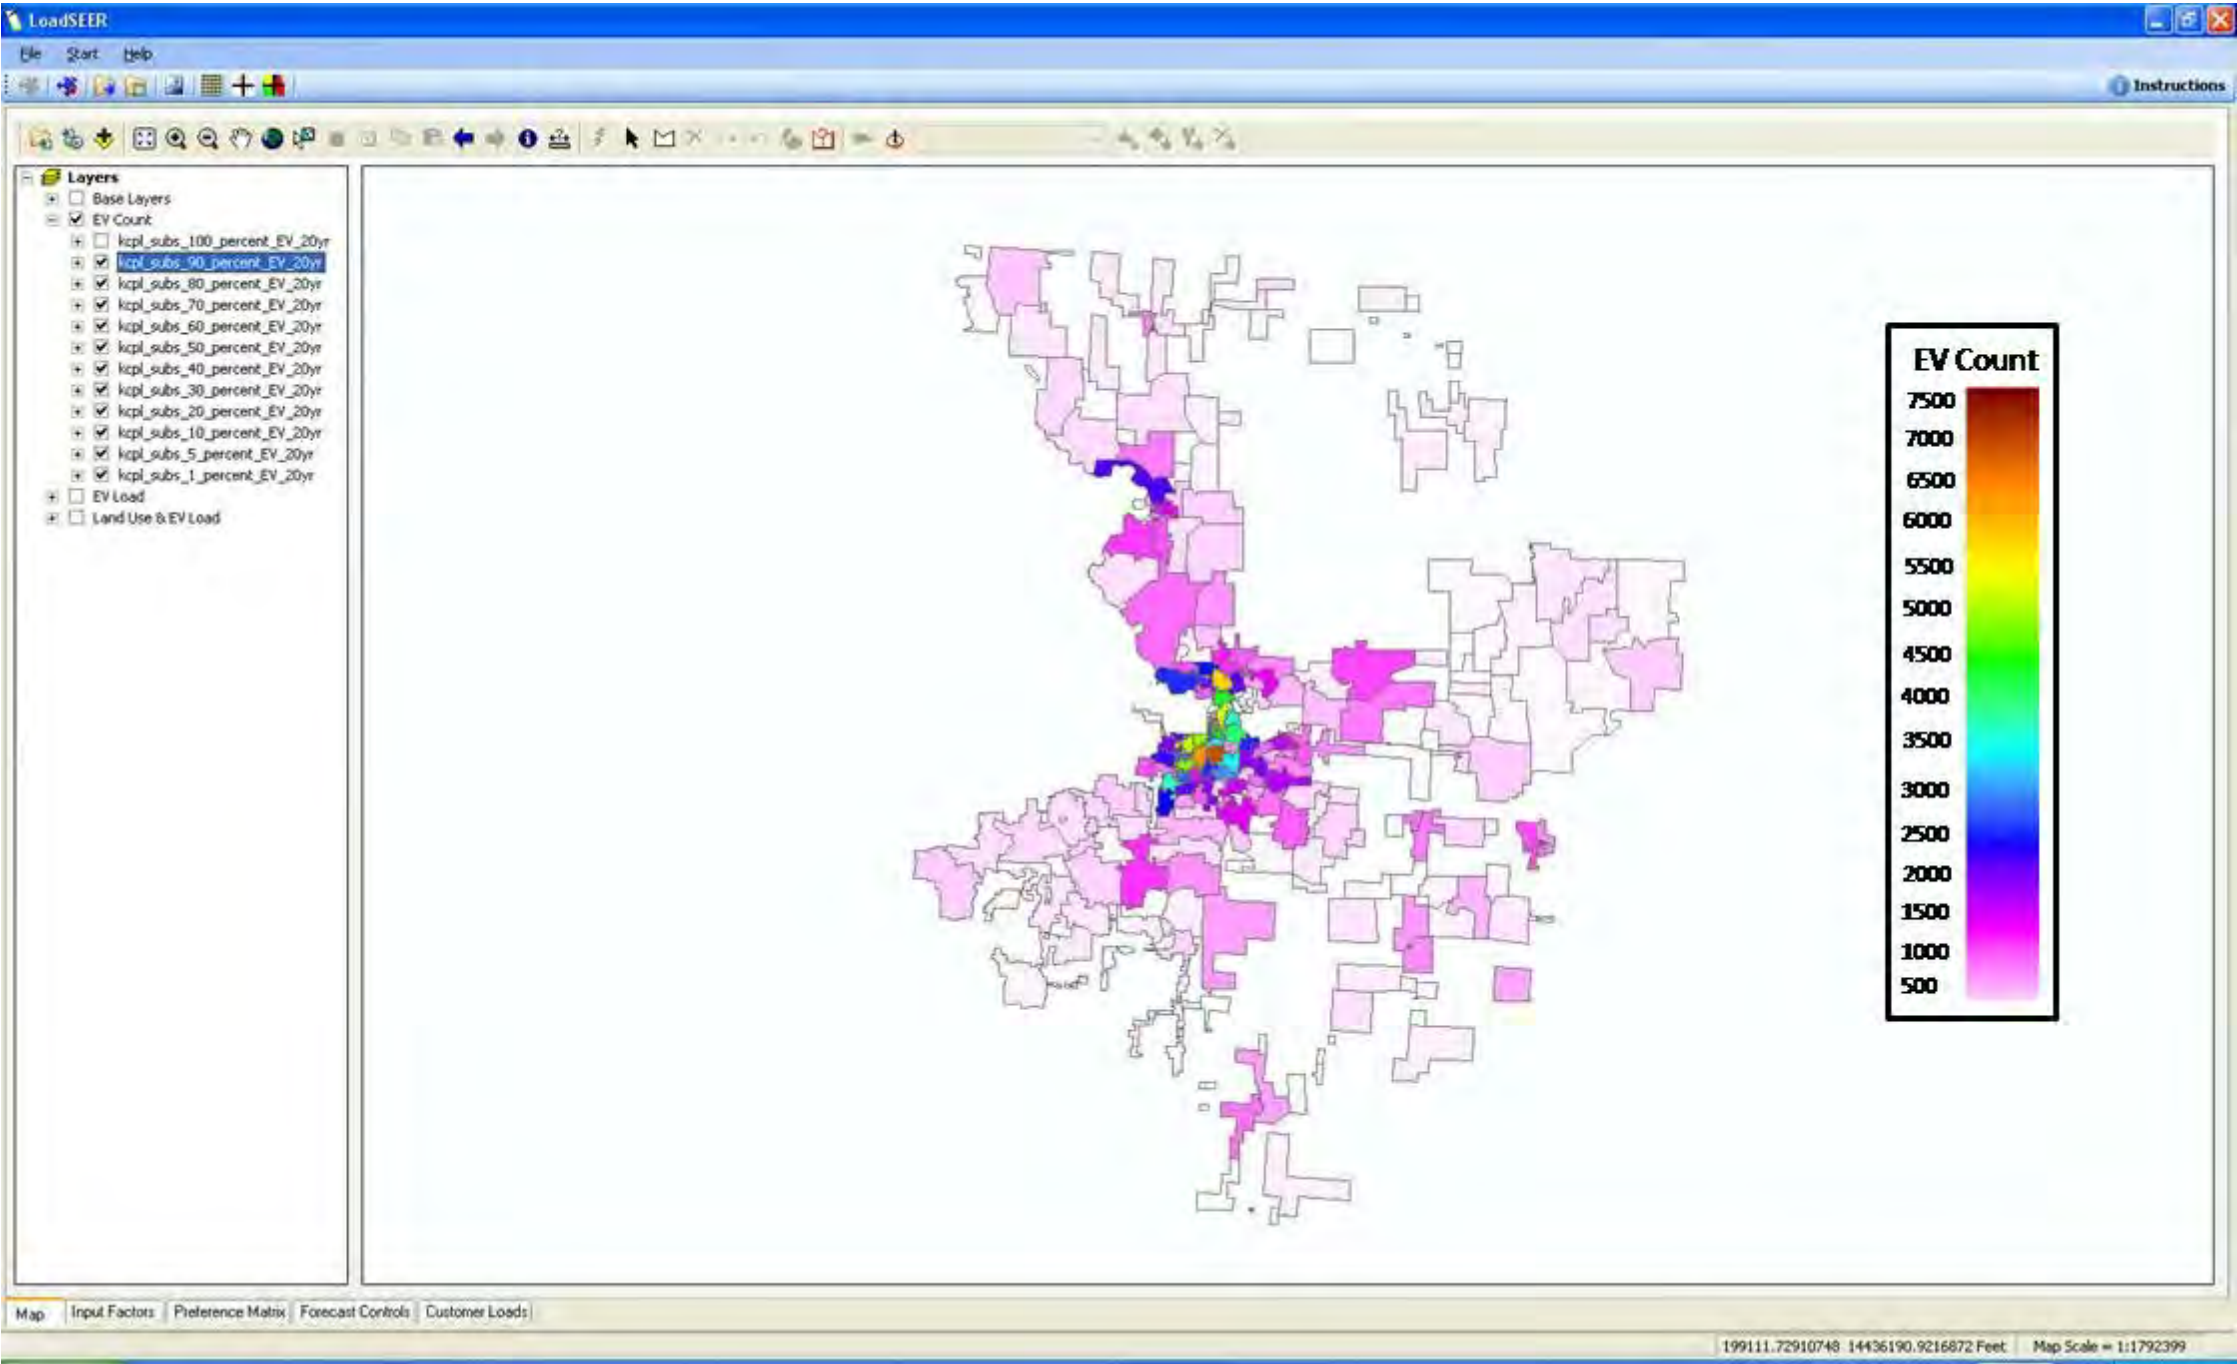 LoadSEER
File Start Help
Instructions
Layers
Base Layers
EV Count
kcpl_subs_100_percent_EV_20yr
kcpl_subs_90_percent_EV_20yr
kcpl_subs_80_percent_EV_20yr
kcpl_subs_70_percent_EV_20yr
kcpl_subs_60_percent_EV_20yr
kcpl_subs_50_percent_EV_20yr
kcpl_subs_40_percent_EV_20yr
kcpl_subs_30_percent_EV_20yr
kcpl_subs_20_percent_EV_20yr
kcpl_subs_10_percent_EV_20yr
kcpl_subs_5_percent_EV_20yr
kcpl_subs_1_percent_EV_20yr
EV Load
Land Use & EV Load
EV Count
7500
7000
6500
6000
5500
5000
4500
4000
3500
3000
2500
2000
1500
1000
500
Map Input Factors Preference Matrix Forecast Controls Customer Loads
199111.72910748 14436190.9216872 Feet Map Scale = 1:1792399